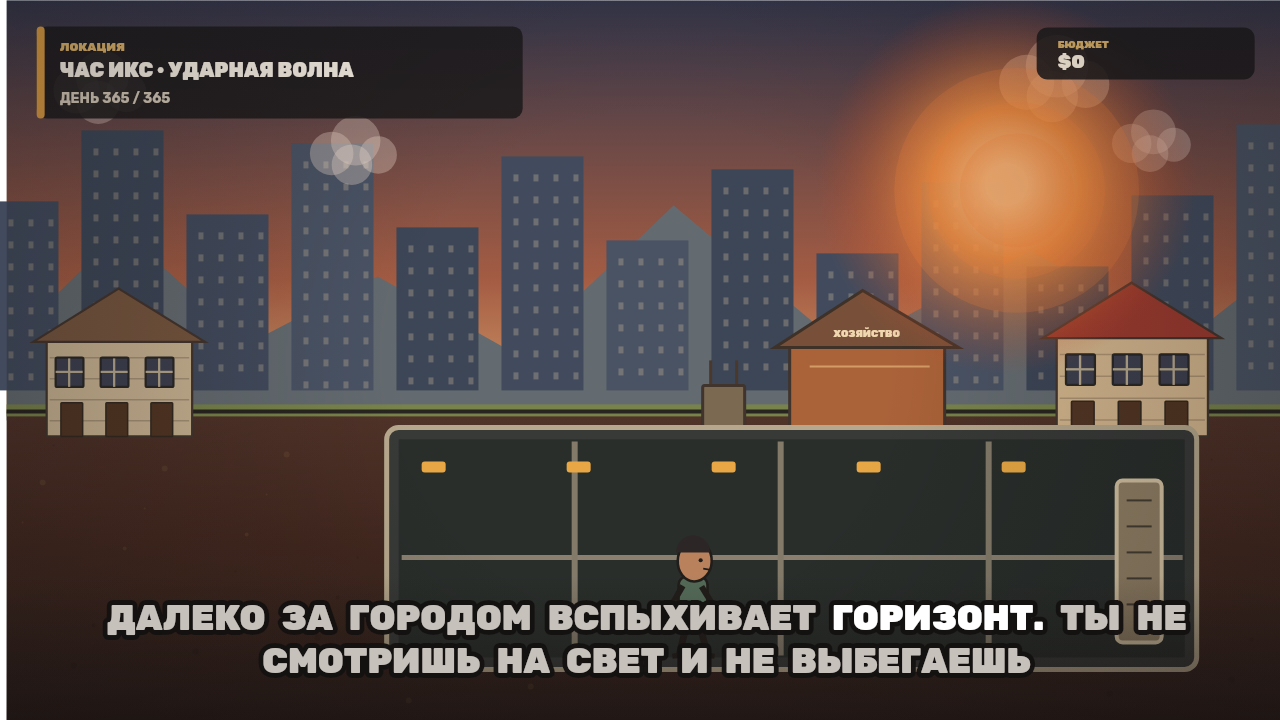 ЛОКАЦИЯ
ЧАС ИКС • УДАРНАЯ ВОЛНА
ДЕНЬ 365 / 365
БЮДЖЕТ
$0
ХОЗЯЙСТВО
ДАЛЕКО ЗА ГОРОДОМ ВСПЫХИВАЕТ ГОРИЗОНТ. ТЫ НЕ
СМОТРИШЬ НА СВЕТ И НЕ ВЫБЕГАЕШЬ